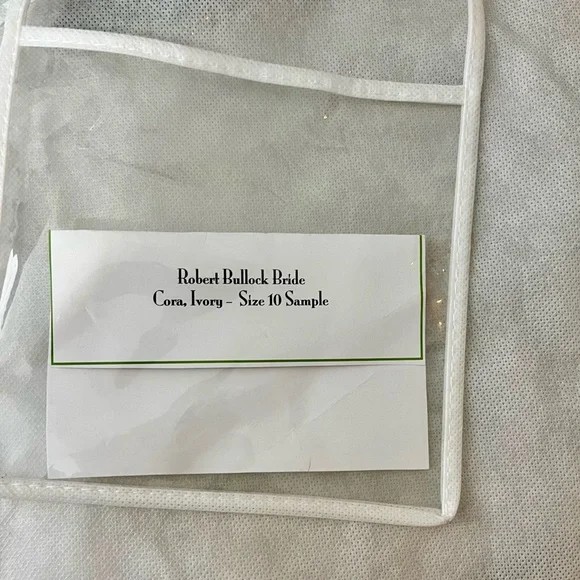 Robert Bullock Bride
Cora, Ivory – Size 10 Sample